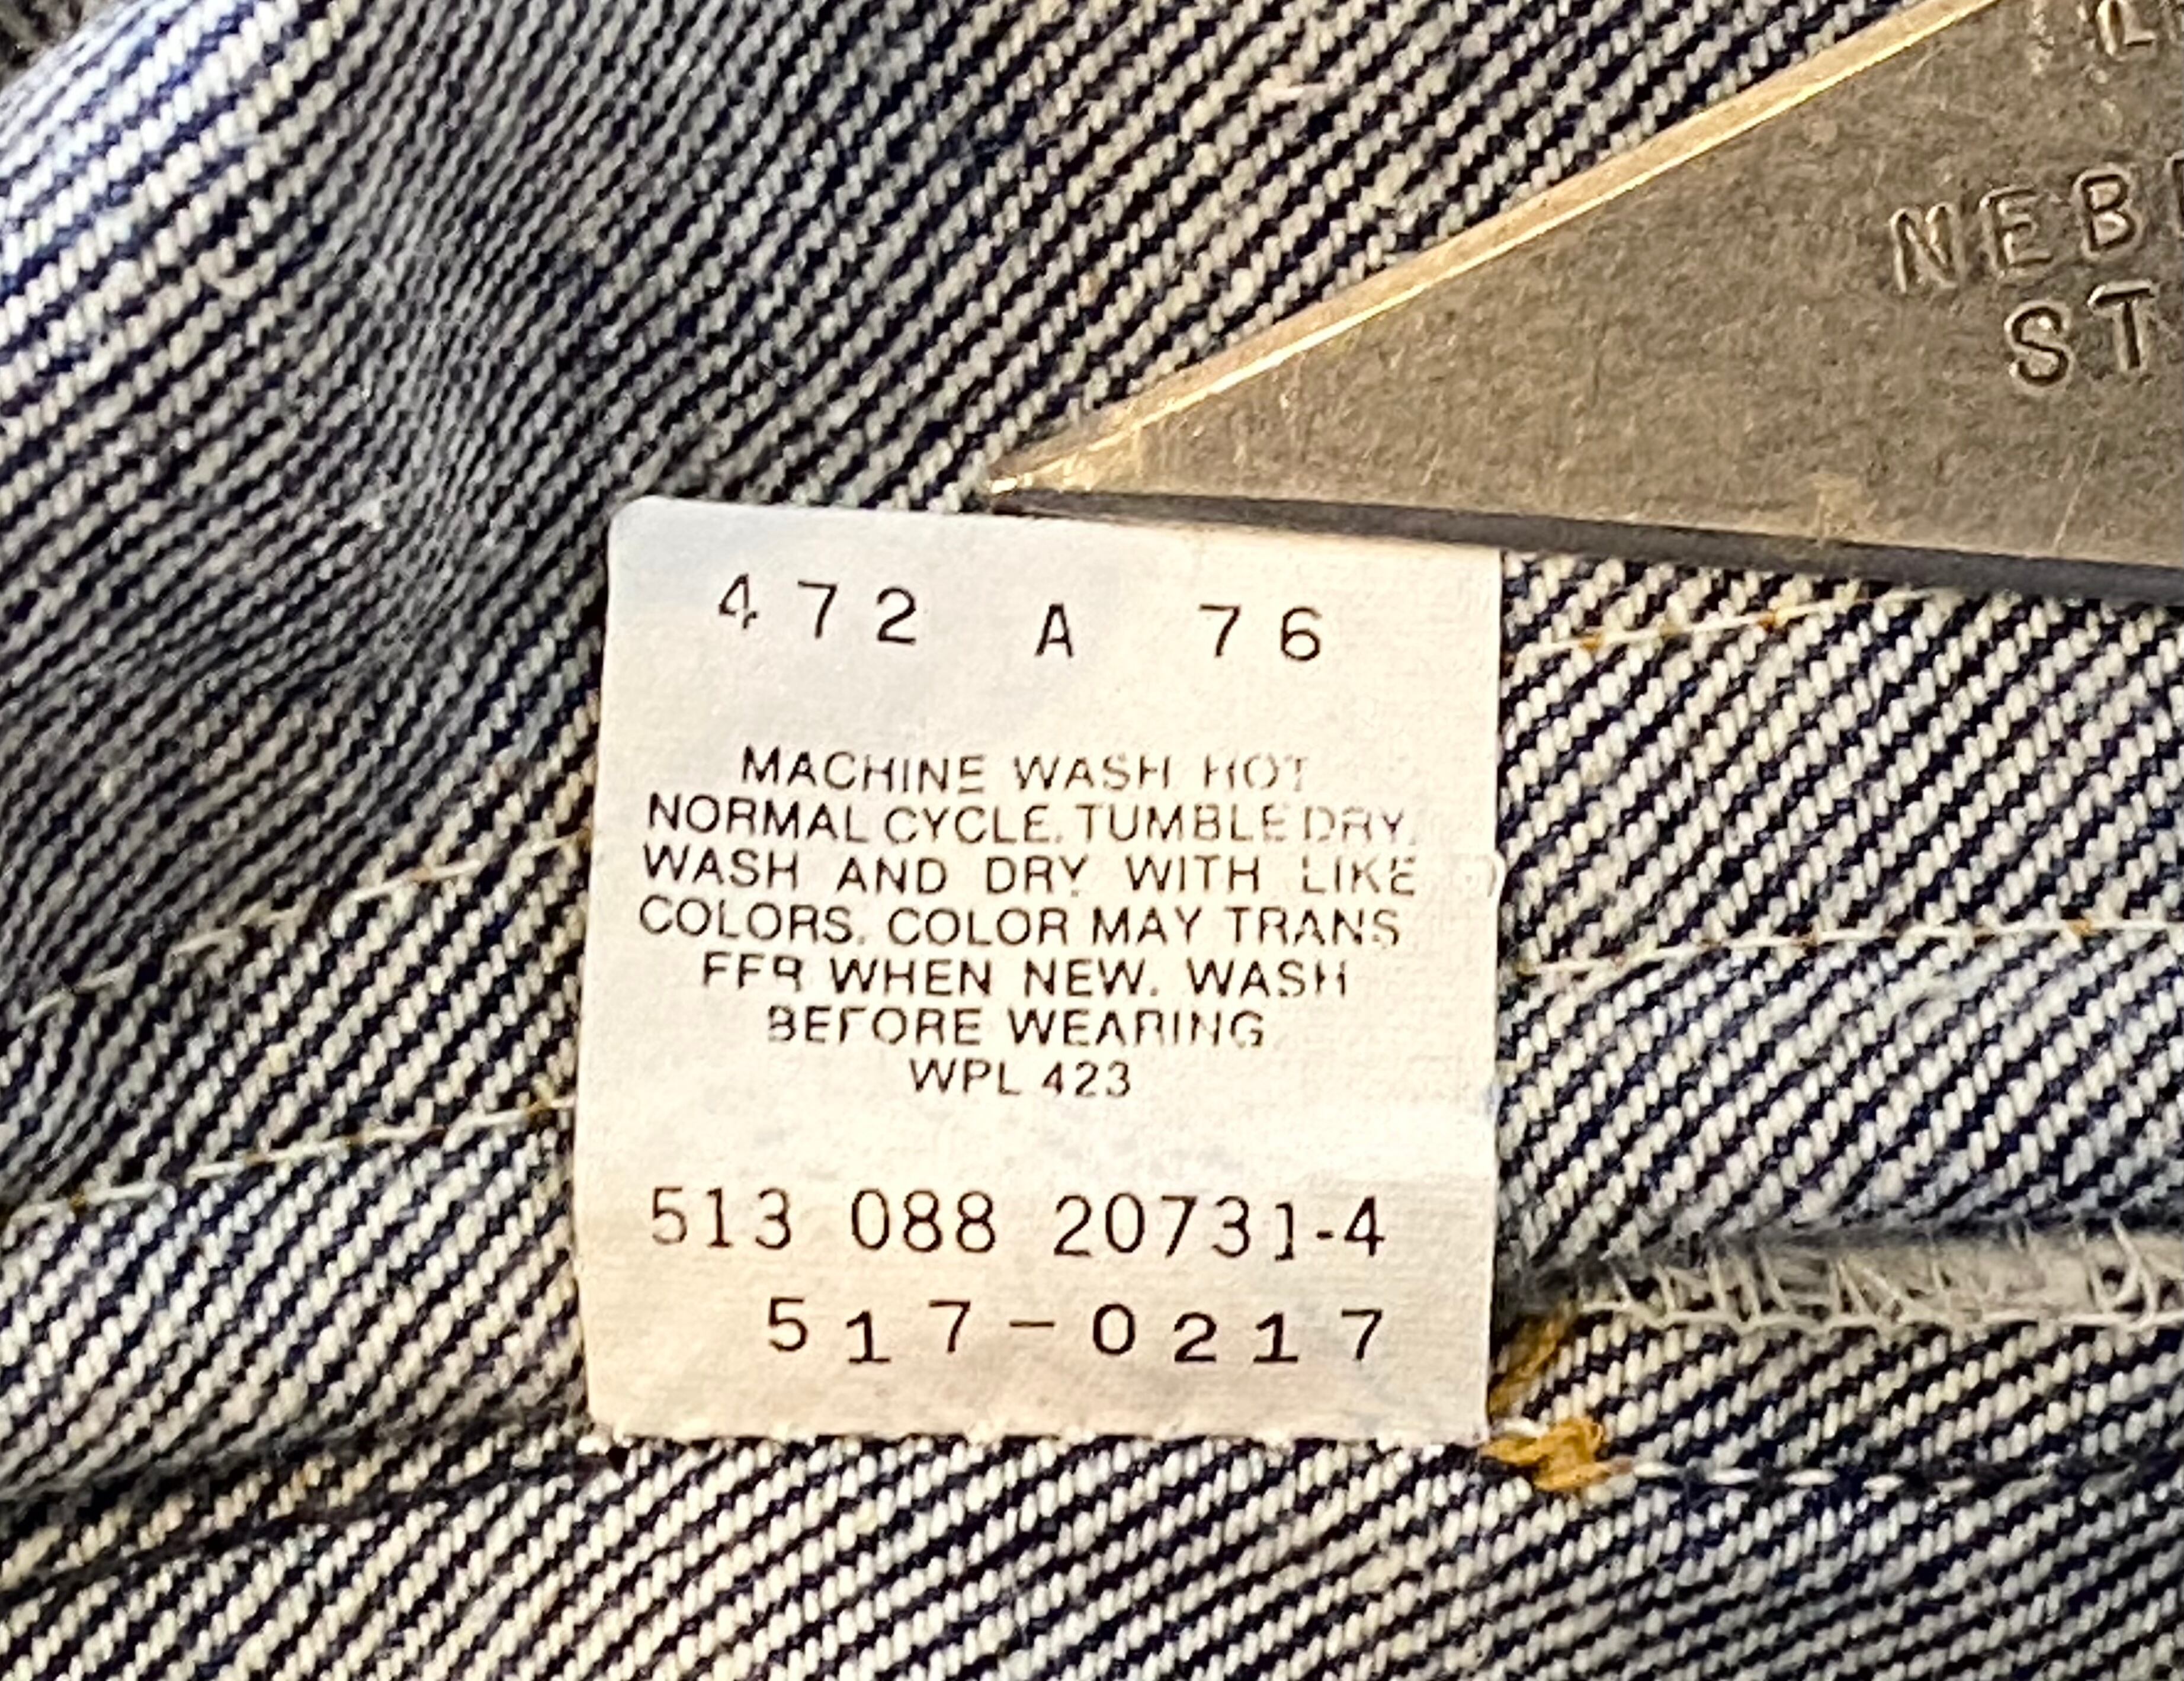 NEB
ST
472 A 76
MACHINE WASH HOT
NORMAL CYCLE. TUMBLE DRY.
WASH AND DRY WITH LIKE
COLORS. COLOR MAY TRANS
FER WHEN NEW. WASH
BEFORE WEARING
WPL 423
513 088 20731-4
517-0217